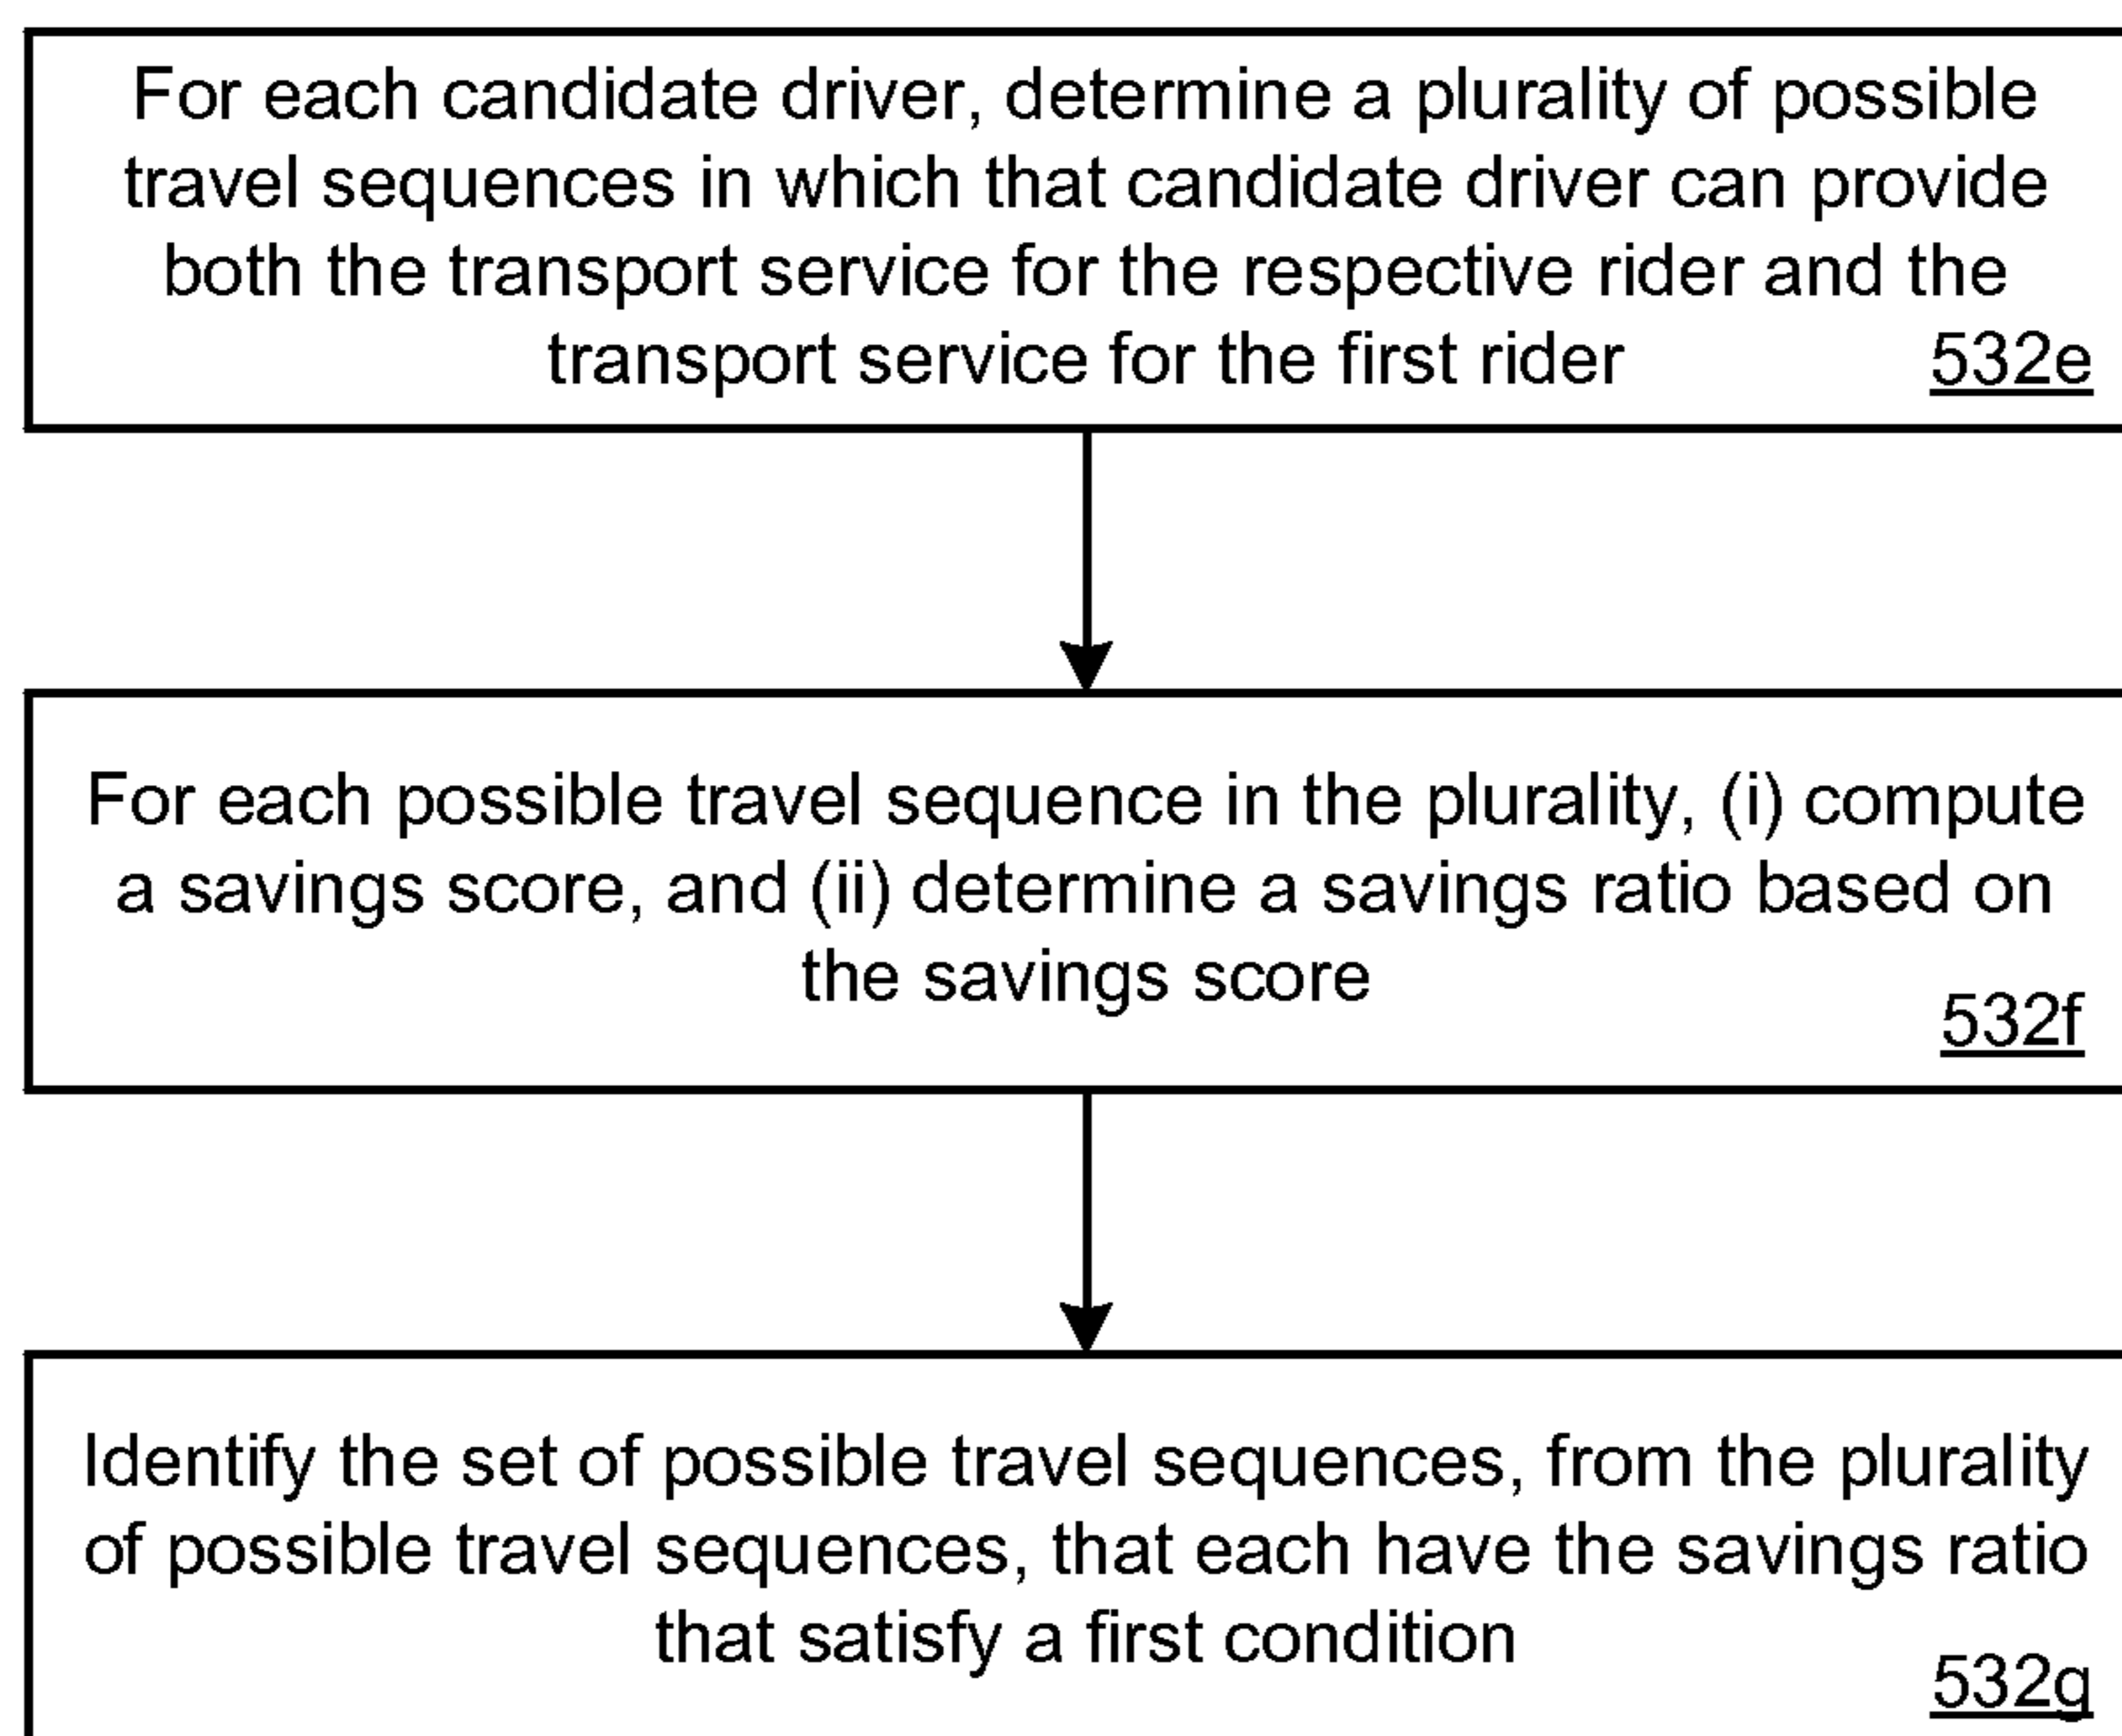 For each candidate driver, determine a plurality of possible
travel sequences in which that candidate driver can provide
both the transport service for the respective rider and the
transport service for the first rider 532e
For each possible travel sequence in the plurality, (i) compute
a savings score, and (ii) determine a savings ratio based on
the savings score
532f
Identify the set of possible travel sequences, from the plurality
of possible travel sequences, that each have the savings ratio
that satisfy a first condition
532g